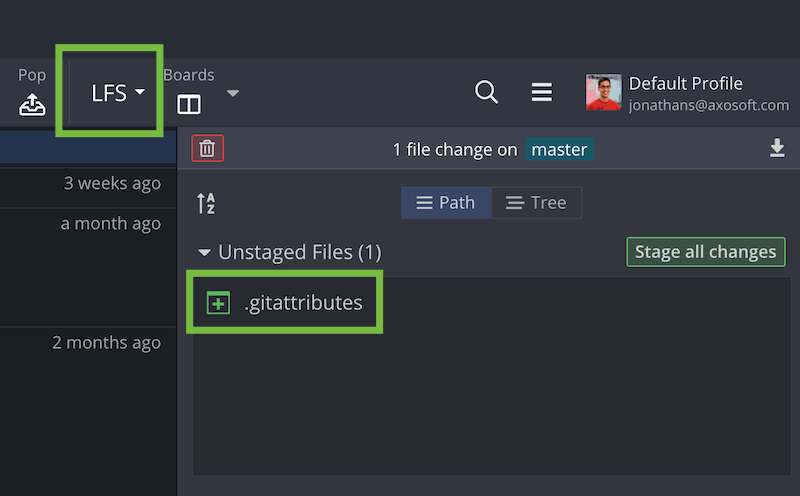 Pop
LFS
Boards
Default Profile
jonathans@axosoft.com
1 file change on master
3 weeks ago
a month ago
2 months ago
A
Z
Path
Tree
Unstaged Files (1)
Stage all changes
.gitattributes